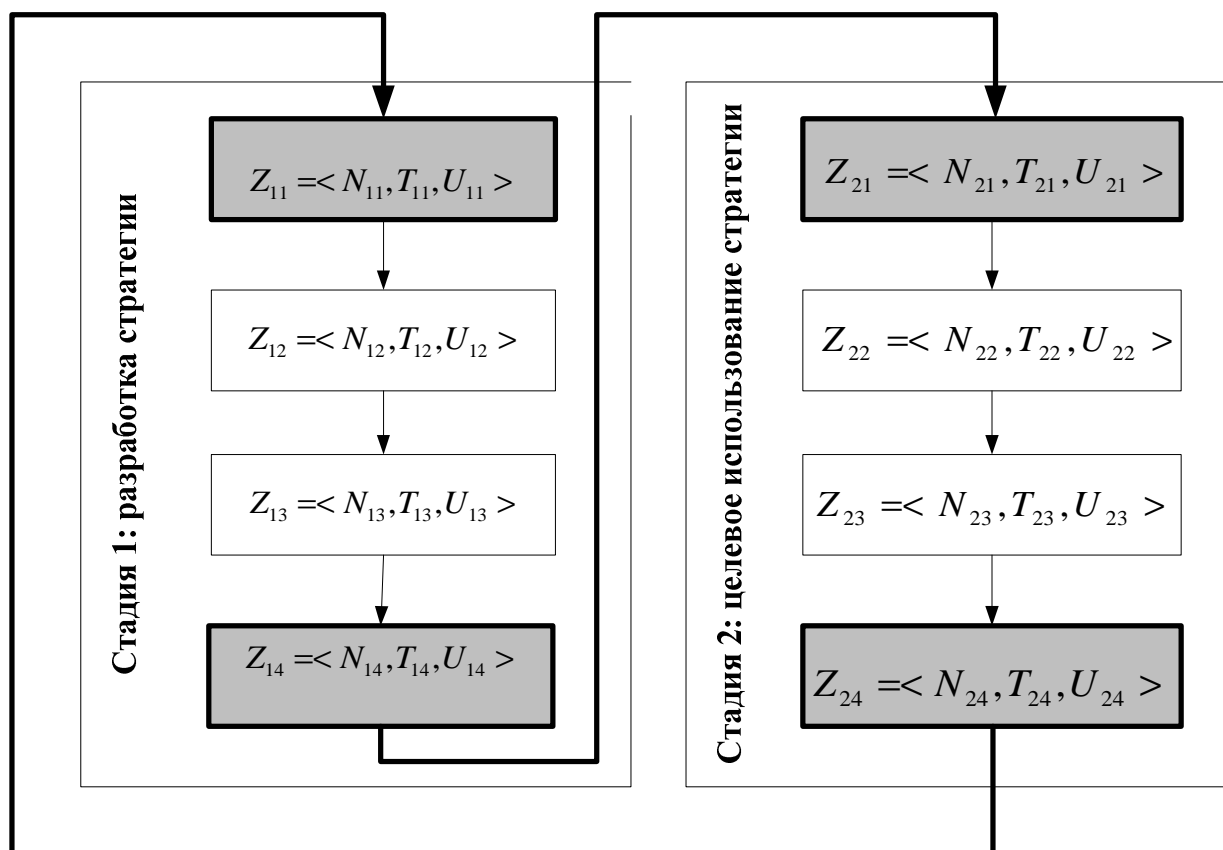 Стадия 1: разработка стратегии
Z₁₁ =< N₁₁,T₁₁,U₁₁ >
Z₁₂ =< N₁₂,T₁₂,U₁₂ >
Z₁₃ =< N₁₃,T₁₃,U₁₃ >
Z₁₄ =< N₁₄,T₁₄,U₁₄ >
Стадия 2: целевое использование стратегии
Z₂₁ =< N₂₁,T₂₁,U₂₁ >
Z₂₂ =< N₂₂,T₂₂,U₂₂ >
Z₂₃ =< N₂₃,T₂₃,U₂₃ >
Z₂₄ =< N₂₄,T₂₄,U₂₄ >